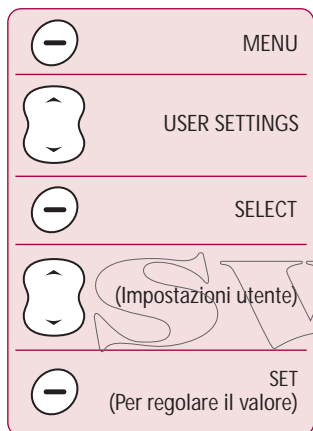 MENU
USER SETTINGS
SELECT
(Impostazioni utente)
SET
(Per regolare il valore)